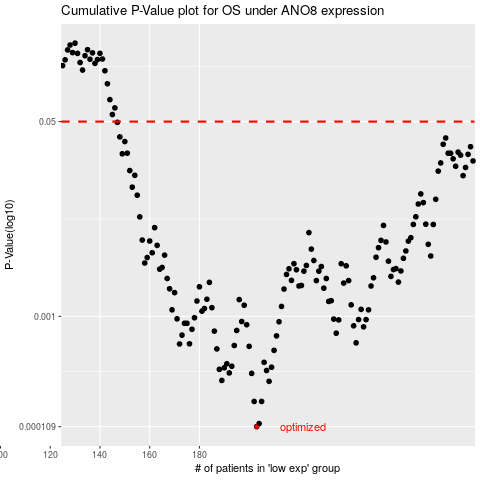 Cumulative P-Value plot for OS under ANO8 expression
P-Value(log10)
0.05
0.001
0.000109
optimized
00 120 140 160 180
# of patients in 'low exp' group